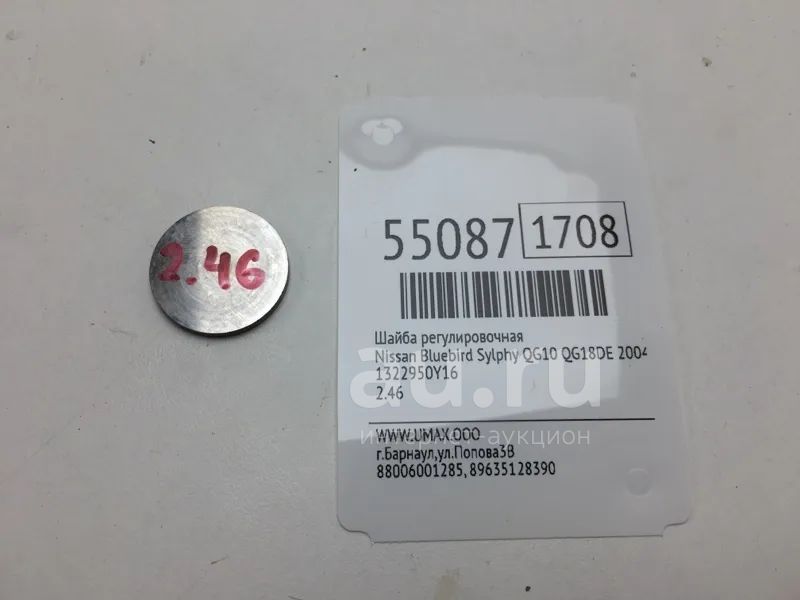 2.46
55087 1708
Шайба регулировочная
Nissan Bluebird Sylphy QG10 QG18DE 2004
1322950Y16
2.46
au.ru
интернет-аукцион
WWW.UMAX.OOO
г.Барнаул,ул.Попова3В
88006001285, 89635128390